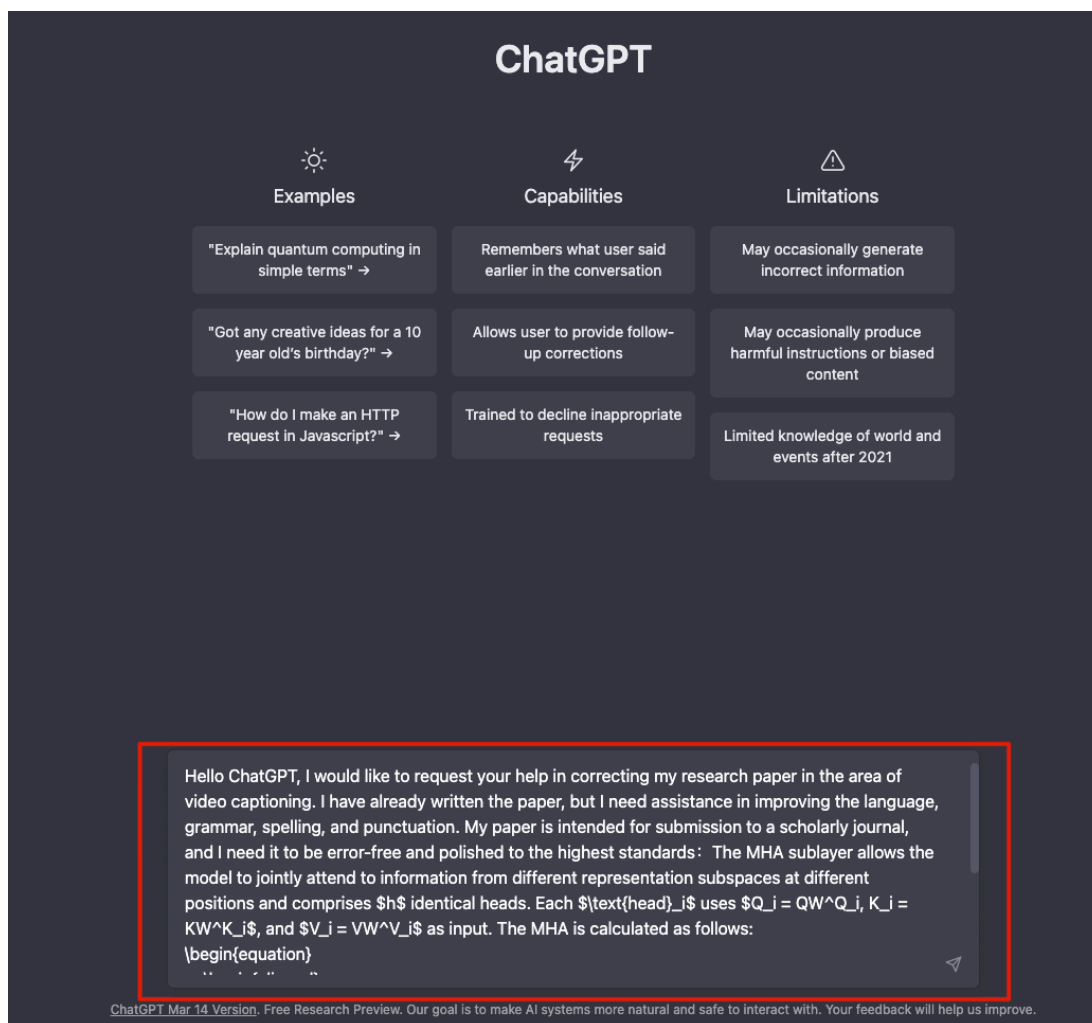 ChatGPT
Examples
"Explain quantum computing in
simple terms" →
"Got any creative ideas for a 10
year old's birthday?" →
"How do I make an HTTP
request in Javascript?" →
Capabilities
Remembers what user said
earlier in the conversation
Allows user to provide follow-
up corrections
Trained to decline inappropriate
requests
Limitations
May occasionally generate
incorrect information
May occasionally produce
harmful instructions or biased
content
Limited knowledge of world and
events after 2021
Hello ChatGPT, I would like to request your help in correcting my research paper in the area of
video captioning. I have already written the paper, but I need assistance in improving the language,
grammar, spelling, and punctuation. My paper is intended for submission to a scholarly journal,
and I need it to be error-free and polished to the highest standards：The MHA sublayer allows the
model to jointly attend to information from different representation subspaces at different
positions and comprises $h$ identical heads. Each $\text{head}_i$ uses $Q_i = QW^Q_i, K_i =
KW^K_i$, and $V_i = VW^V_i$ as input. The MHA is calculated as follows:
\begin{equation}
ChatGPT Mar 14 Version. Free Research Preview. Our goal is to make AI systems more natural and safe to interact with. Your feedback will help us improve.